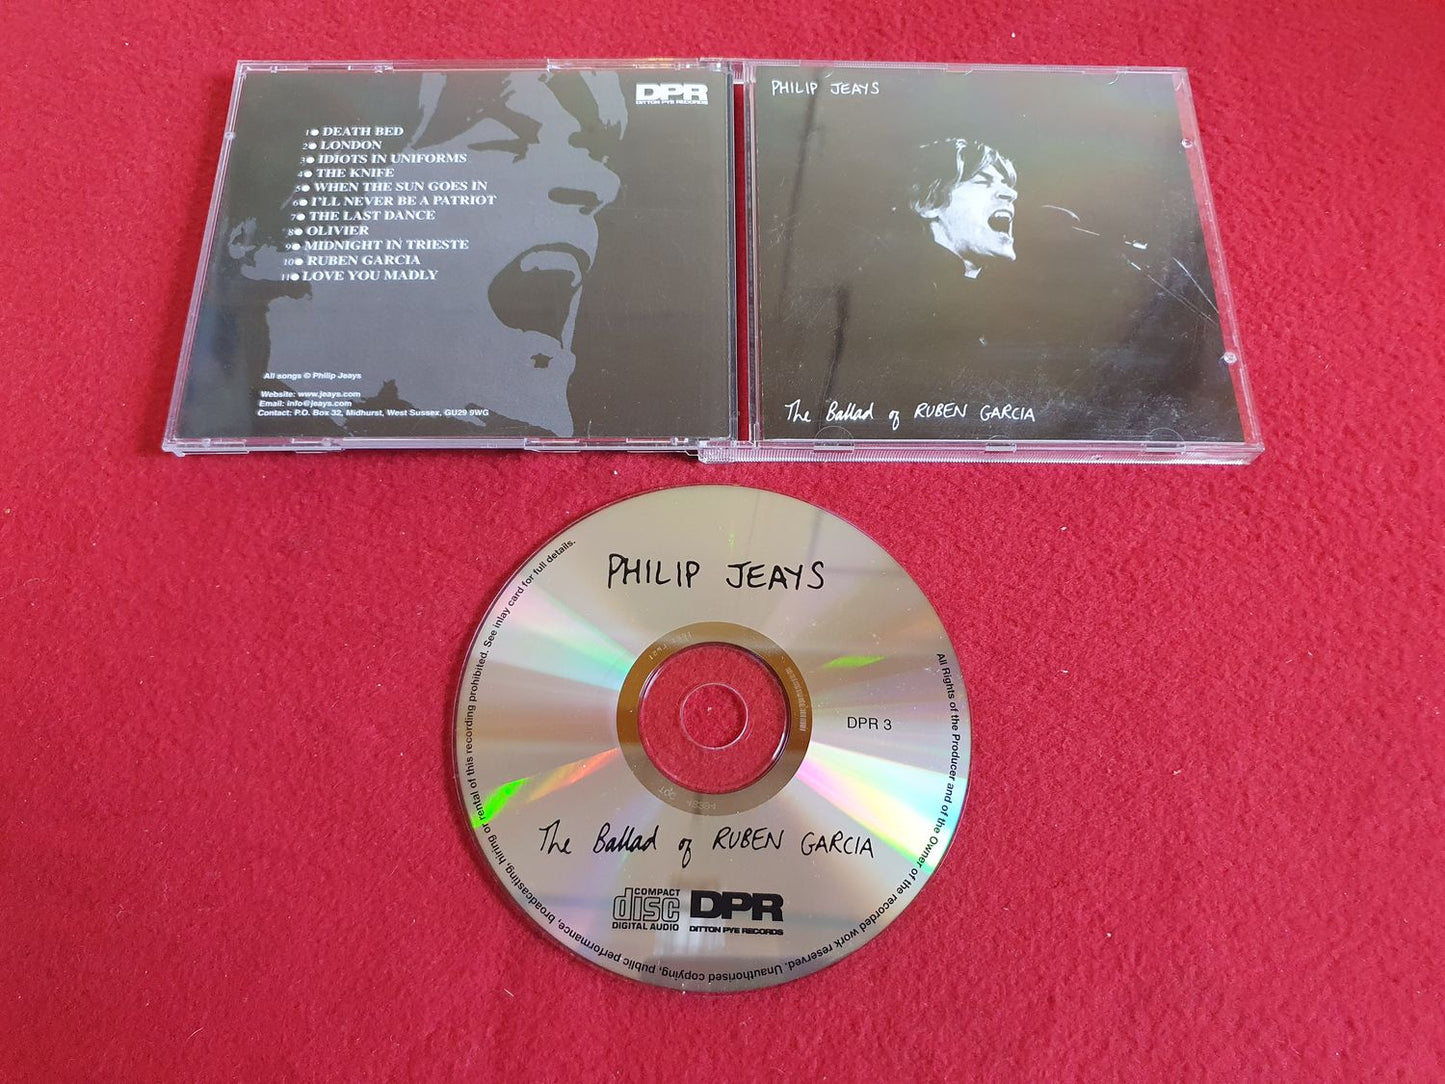 DPR
DITTON PYE RECORDS
1 DEATH BED
2 LONDON
3 IDIOTS IN UNIFORMS
4 THE KNIFE
5 WHEN THE SUN GOES IN
6 I'LL NEVER BE A PATRIOT
7 THE LAST DANCE
8 OLIVIER
9 MIDNIGHT IN TRIESTE
10 RUBEN GARCIA
11 LOVE YOU MADLY
All songs © Philip Jeays
Website: www.jeays.com
Email: info@jeays.com
Contact: P.O. Box 32, Midhurst, West Sussex, GU29 9WG
PHILIP JEAYS
The Ballad of RUBEN GARCIA
PHILIP JEAYS
DPR 3
The Ballad of RUBEN GARCIA
COMPACT
disc
DIGITAL AUDIO
DPR
DITTON PYE RECORDS
All Rights of the Producer and of the Owner of the recorded work reserved. Unauthorised copying, public performance, broadcasting, hiring or rental of this recording prohibited. See inlay card for full details.